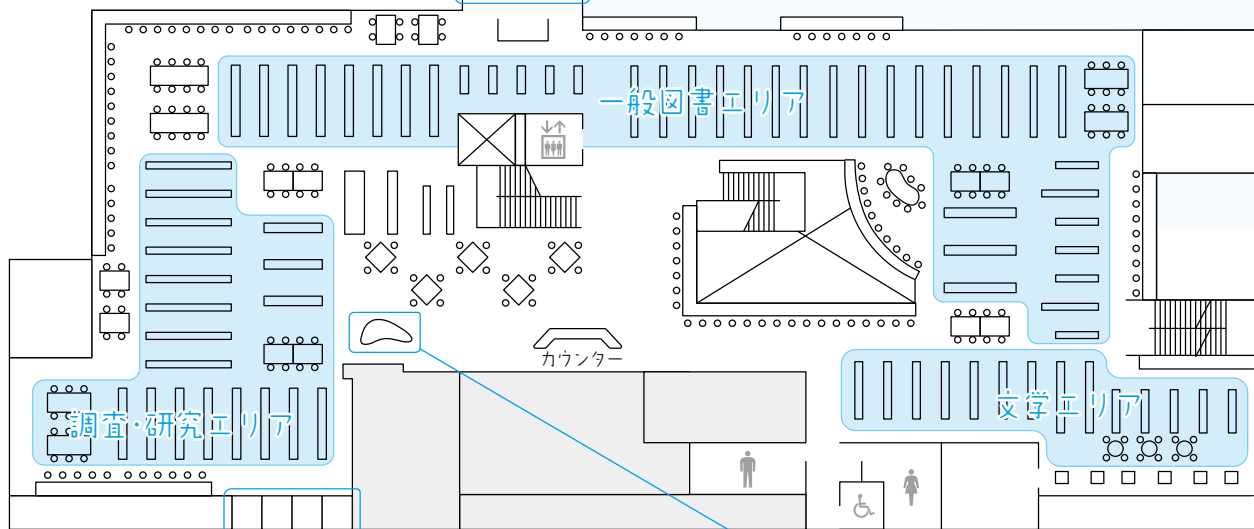 一般図書エリア
カウンター
調査・研究エリア
文学エリア